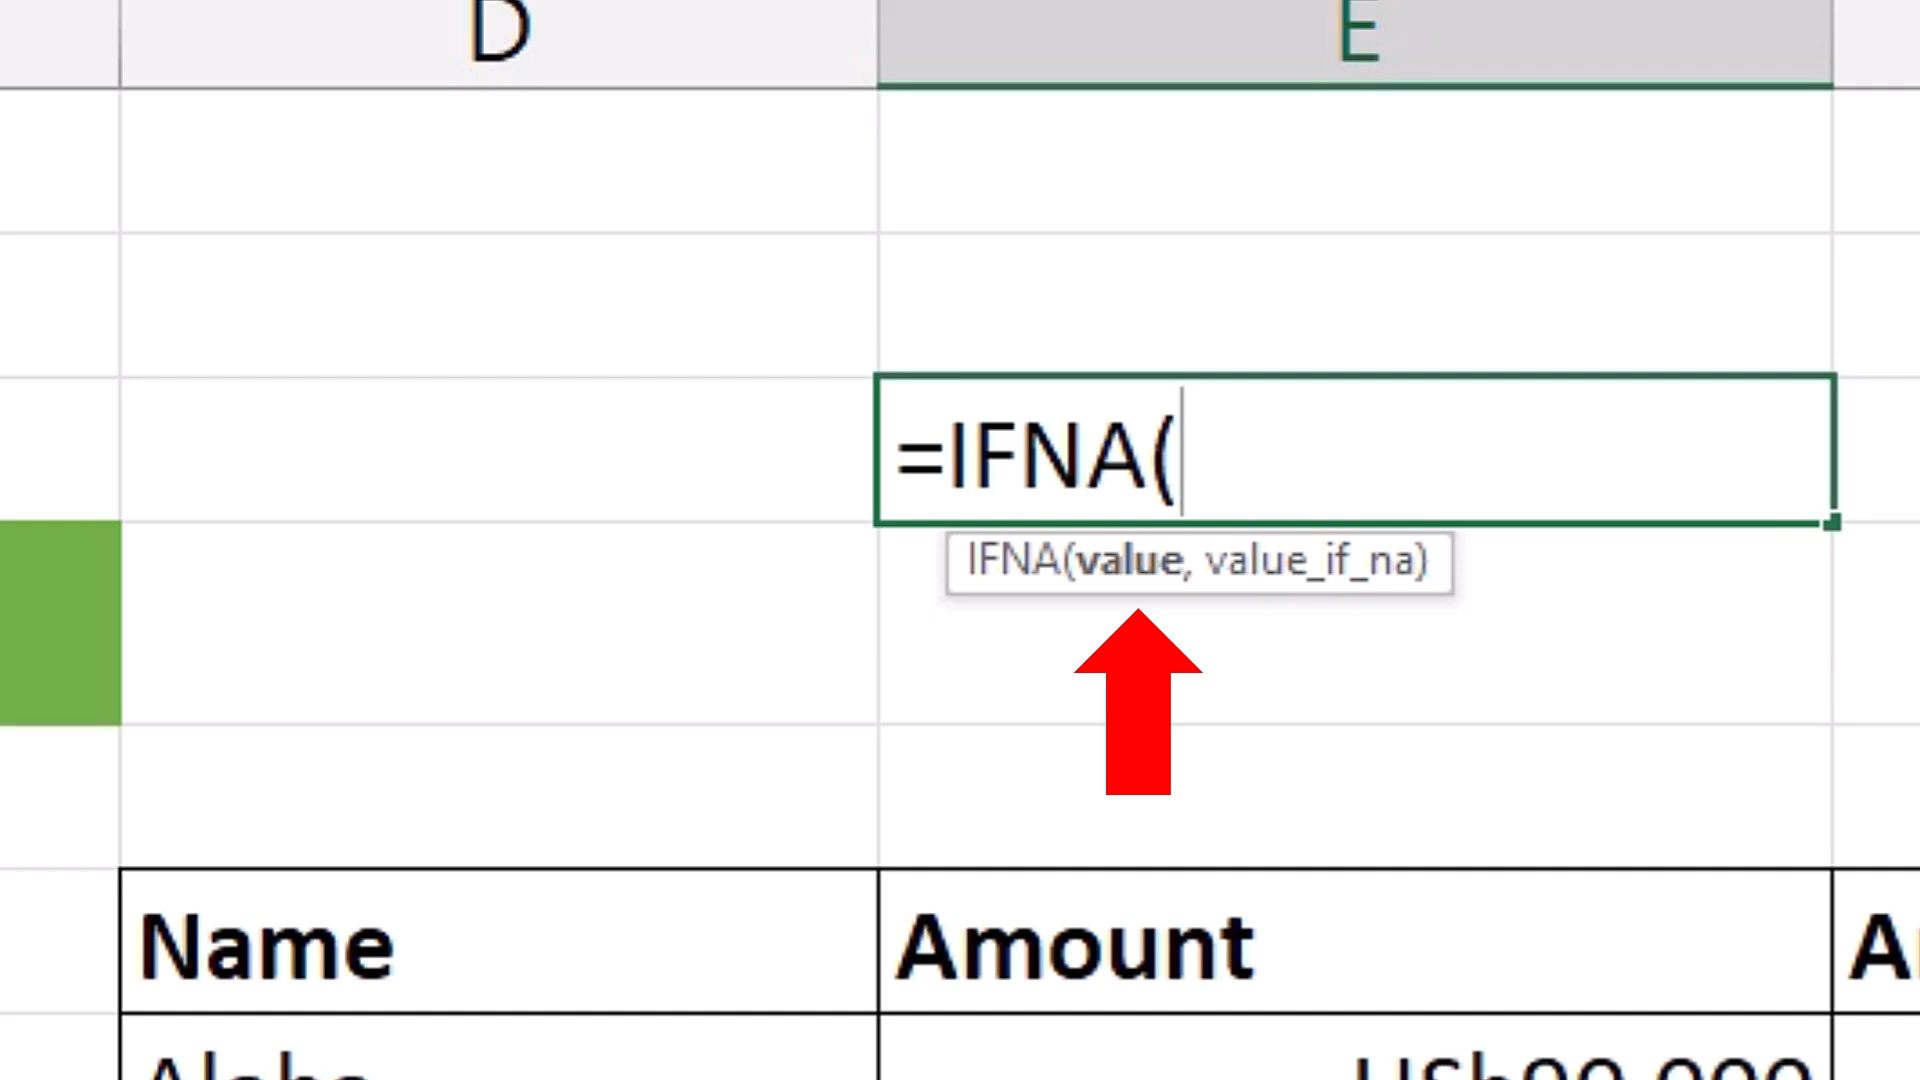 D E
=IFNA(
IFNA(value, value_if_na)
Name Amount